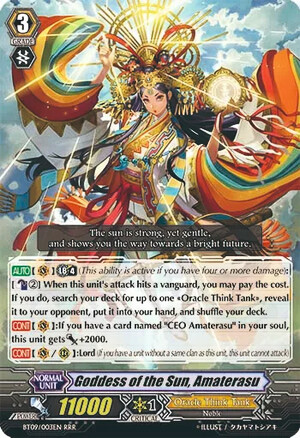 GRADE
3
The sun is strong, yet gentle,
and shows you the way towards a bright future.
AUTO [V] LB4 (This ability is active if you have four or more damage):
[②] When this unit's attack hits a vanguard, you may pay the cost.
If you do, search your deck for up to one «Oracle Think Tank», reveal
it to your opponent, put it into your hand, and shuffle your deck.
CONT [V]:If you have a card named "CEO Amaterasu" in your soul,
this unit gets +2000.
CONT [V]:Lord (If you have a unit without a same clan as this unit, this unit cannot attack)
NORMAL
UNIT
Goddess of the Sun, Amaterasu
POWER
11000
1
CRITICAL
Oracle Think Tank
Noble
BT09/003EN RRR
ILLUST / タカヤマトシアキ